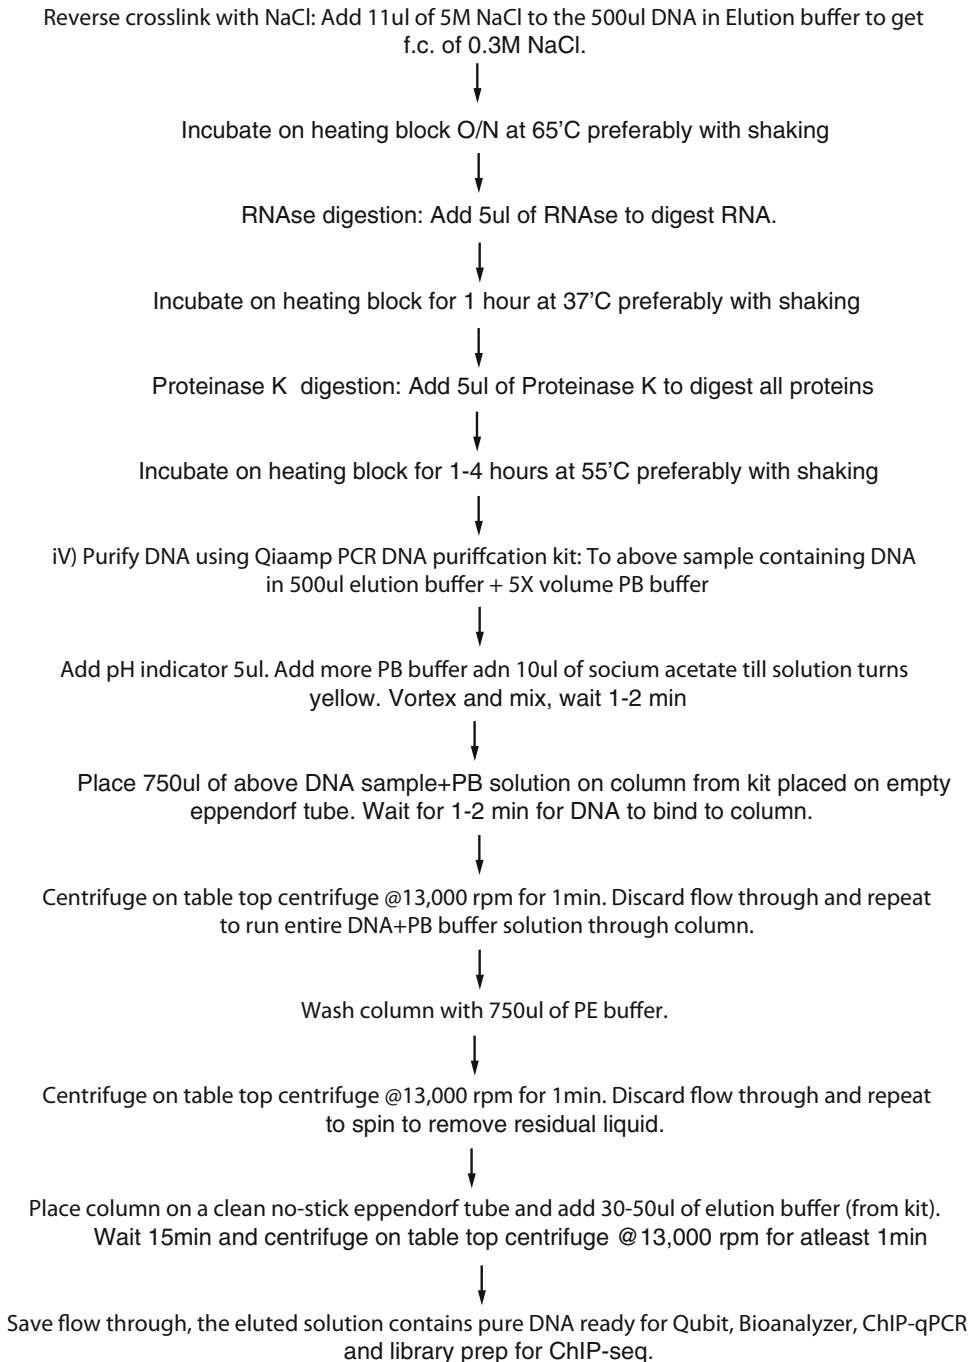 Reverse crosslink with NaCl: Add 11ul of 5M NaCl to the 500ul DNA in Elution buffer to get
f.c. of 0.3M NaCl.
Incubate on heating block O/N at 65'C preferably with shaking
RNAse digestion: Add 5ul of RNAse to digest RNA.
Incubate on heating block for 1 hour at 37'C preferably with shaking
Proteinase K  digestion: Add 5ul of Proteinase K to digest all proteins
Incubate on heating block for 1-4 hours at 55'C preferably with shaking
iV) Purify DNA using Qiaamp PCR DNA puriffcation kit: To above sample containing DNA
in 500ul elution buffer + 5X volume PB buffer
Add pH indicator 5ul. Add more PB buffer adn 10ul of socium acetate till solution turns
yellow. Vortex and mix, wait 1-2 min
Place 750ul of above DNA sample+PB solution on column from kit placed on empty
eppendorf tube. Wait for 1-2 min for DNA to bind to column.
Centrifuge on table top centrifuge @13,000 rpm for 1min. Discard flow through and repeat
to run entire DNA+PB buffer solution through column.
Wash column with 750ul of PE buffer.
Centrifuge on table top centrifuge @13,000 rpm for 1min. Discard flow through and repeat
to spin to remove residual liquid.
Place column on a clean no-stick eppendorf tube and add 30-50ul of elution buffer (from kit).
Wait 15min and centrifuge on table top centrifuge @13,000 rpm for atleast 1min
Save flow through, the eluted solution contains pure DNA ready for Qubit, Bioanalyzer, ChIP-qPCR
and library prep for ChIP-seq.